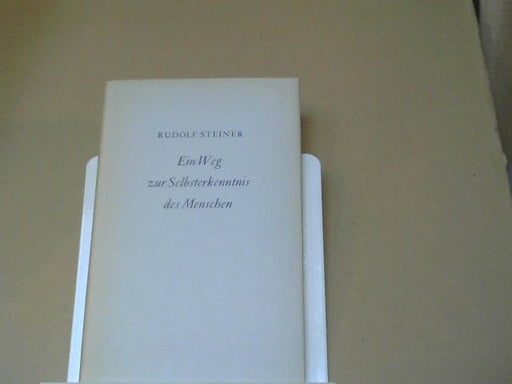 RUDOLF STEINER
Ein Weg
zur Selbsterkenntnis
des Menschen